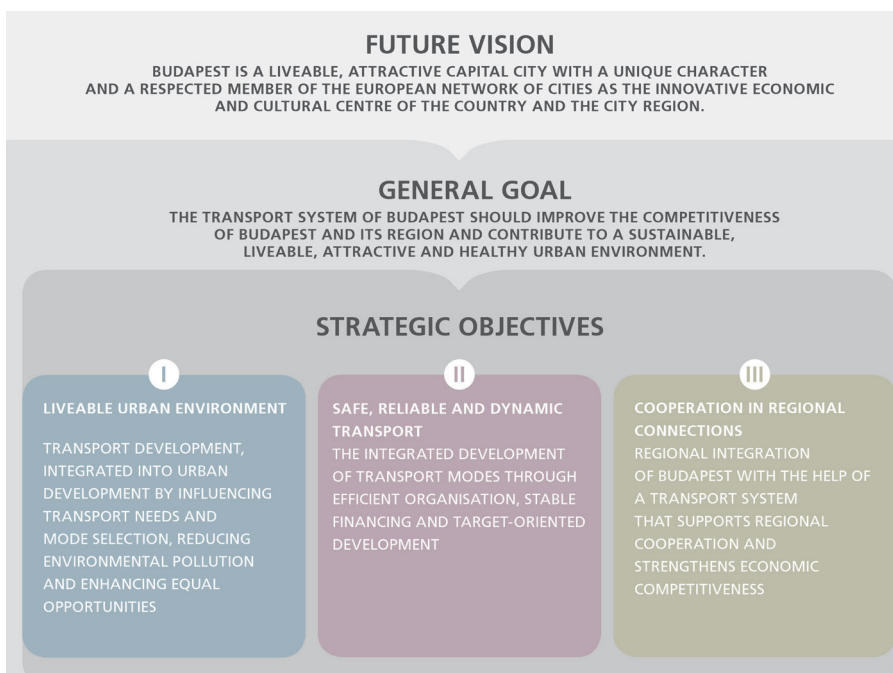 FUTURE VISION
BUDAPEST IS A LIVEABLE, ATTRACTIVE CAPITAL CITY WITH A UNIQUE CHARACTER
AND A RESPECTED MEMBER OF THE EUROPEAN NETWORK OF CITIES AS THE INNOVATIVE ECONOMIC
AND CULTURAL CENTRE OF THE COUNTRY AND THE CITY REGION.
GENERAL GOAL
THE TRANSPORT SYSTEM OF BUDAPEST SHOULD IMPROVE THE COMPETITIVENESS
OF BUDAPEST AND ITS REGION AND CONTRIBUTE TO A SUSTAINABLE,
LIVEABLE, ATTRACTIVE AND HEALTHY URBAN ENVIRONMENT.
STRATEGIC OBJECTIVES
I
LIVEABLE URBAN ENVIRONMENT
TRANSPORT DEVELOPMENT,
INTEGRATED INTO URBAN
DEVELOPMENT BY INFLUENCING
TRANSPORT NEEDS AND
MODE SELECTION, REDUCING
ENVIRONMENTAL POLLUTION
AND ENHANCING EQUAL
OPPORTUNITIES
II
SAFE, RELIABLE AND DYNAMIC
TRANSPORT
THE INTEGRATED DEVELOPMENT
OF TRANSPORT MODES THROUGH
EFFICIENT ORGANISATION, STABLE
FINANCING AND TARGET-ORIENTED
DEVELOPMENT
III
COOPERATION IN REGIONAL
CONNECTIONS
REGIONAL INTEGRATION
OF BUDAPEST WITH THE HELP OF
A TRANSPORT SYSTEM
THAT SUPPORTS REGIONAL
COOPERATION AND
STRENGTHENS ECONOMIC
COMPETITIVENESS